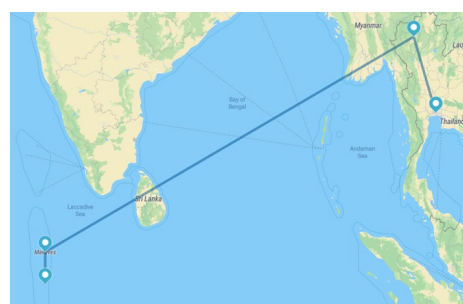 Myanmar
Lao
Bay of
Bengal
Thailand
Andaman
Sea
Sri Lanka
Laccadive
Sea
Maldives